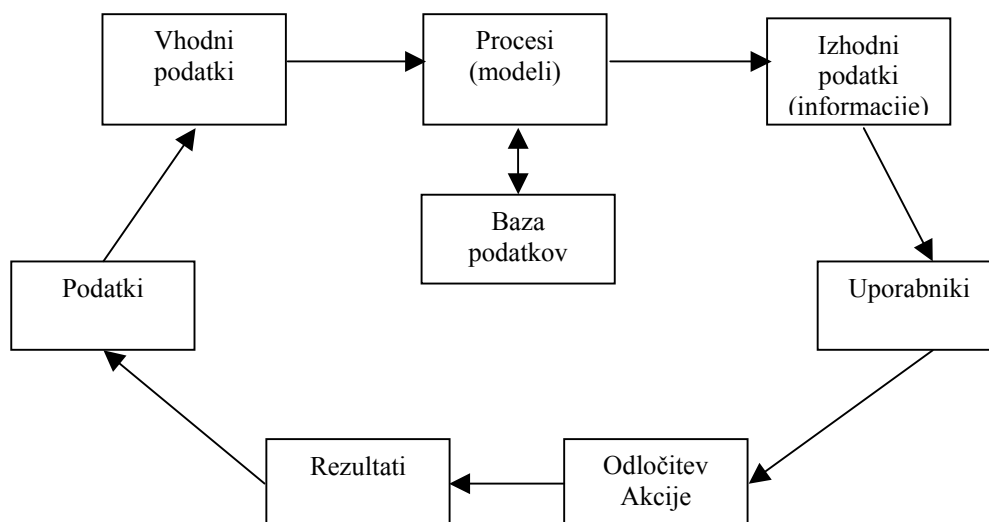 Vhodni
podatki
Procesi
(modeli)
Izhodni
podatki
(informacije)
Baza
podatkov
Podatki
Uporabniki
Rezultati
Odločitev
Akcije